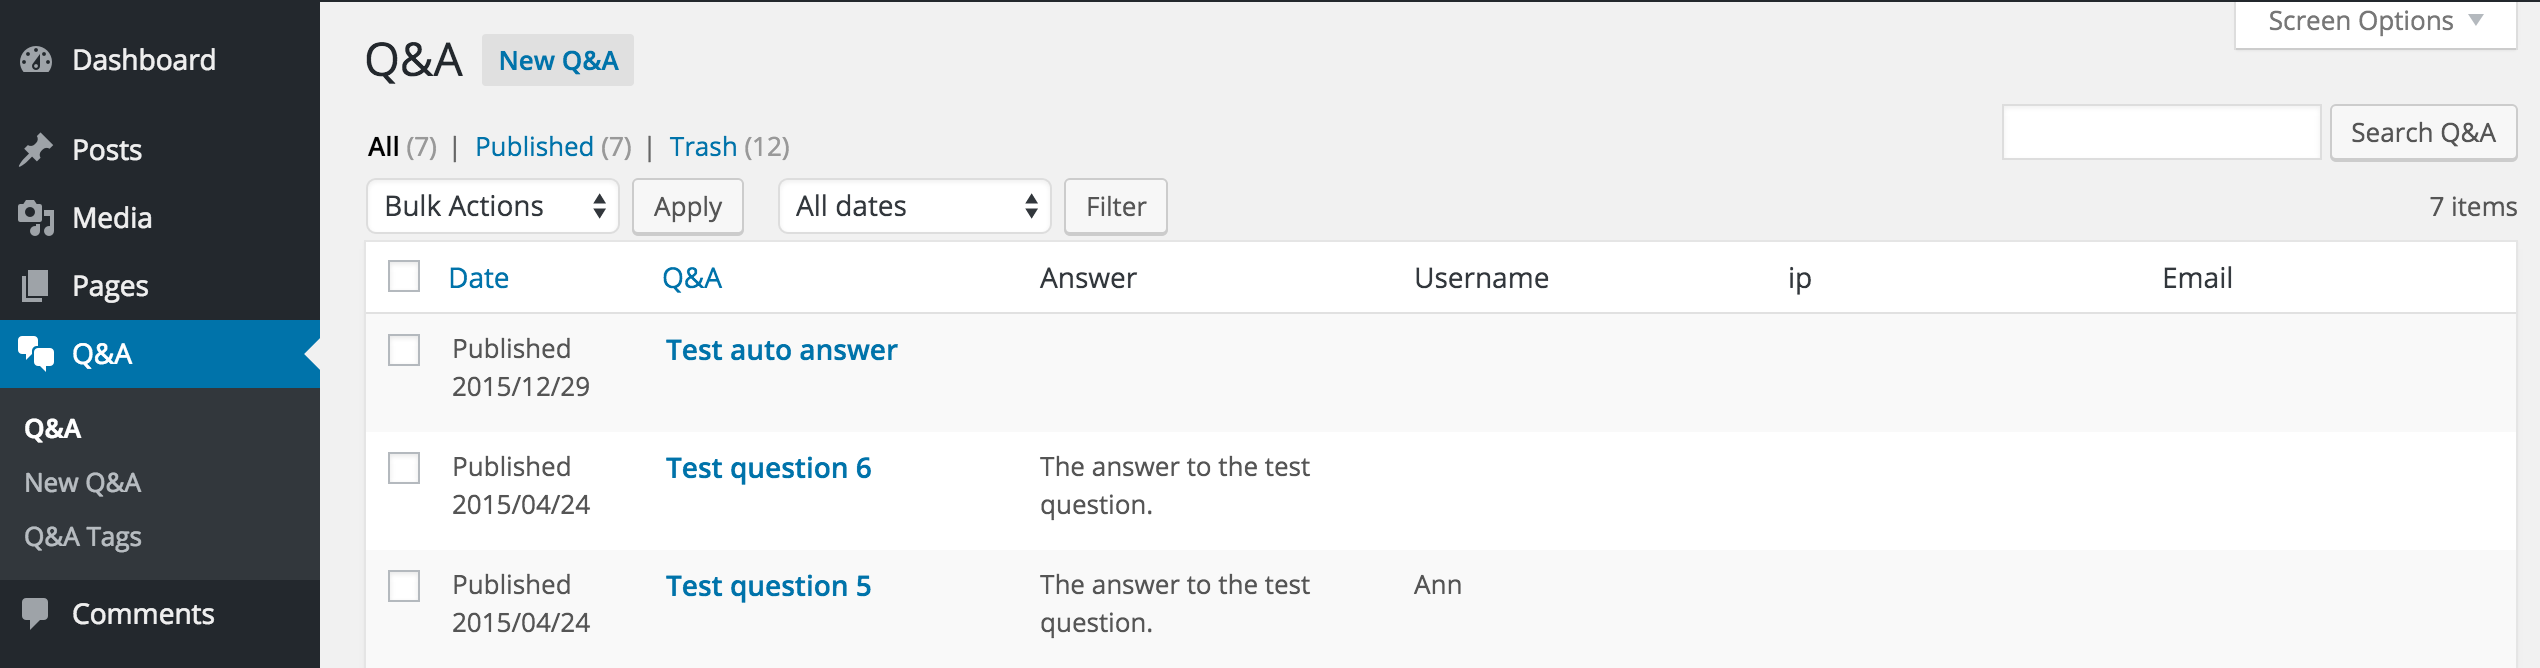 Dashboard
Posts
Media
Pages
Q&A
Q&A
New Q&A
Q&A Tags
Comments
Q&A New Q&A
Screen Options
All (7) | Published (7) | Trash (12)
Search Q&A
Bulk Actions Apply All dates Filter 7 items
Date Q&A Answer Username ip Email
Published Test auto answer
2015/12/29
Published Test question 6 The answer to the test
2015/04/24 question.
Published Test question 5 The answer to the test Ann
2015/04/24 question.